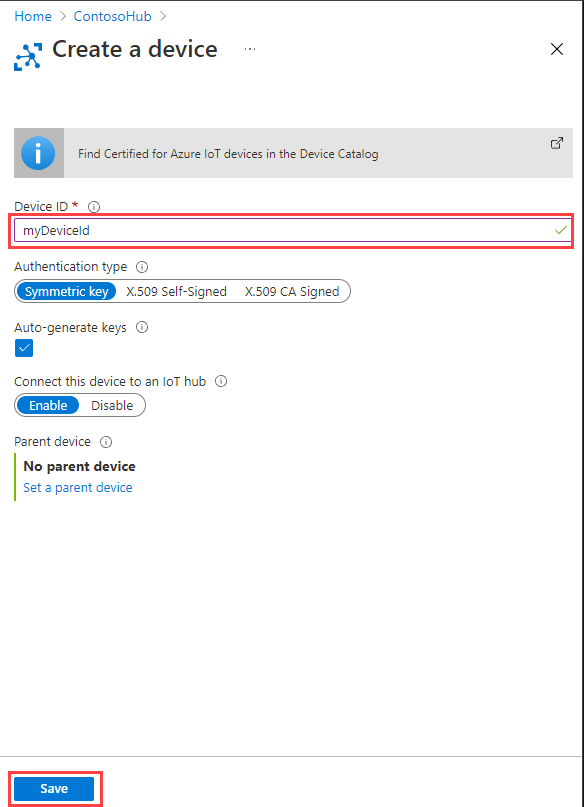 Home > ContosoHub >
Create a device ...
Find Certified for Azure IoT devices in the Device Catalog
Device ID *
myDeviceId
Authentication type
Symmetric key X.509 Self-Signed X.509 CA Signed
Auto-generate keys
Connect this device to an IoT hub
Enable Disable
Parent device
No parent device
Set a parent device
Save